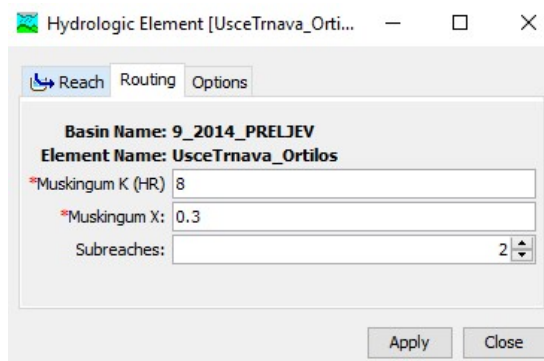 Hydrologic Element [UsceTrnava_Orti...
Reach Routing Options
Basin Name: 9_2014_PRELJEV
Element Name: UsceTrnava_Ortilos
*Muskingum K (HR) 8
*Muskingum X: 0.3
Subreaches: 2
Apply Close